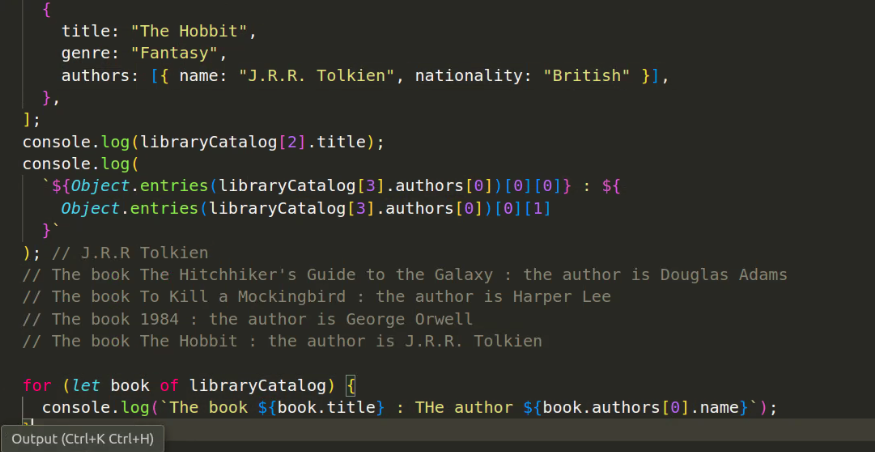 {
title: "The Hobbit",
genre: "Fantasy",
authors: [{ name: "J.R.R. Tolkien", nationality: "British" }],
},
];
console.log(libraryCatalog[2].title);
console.log(
`${Object.entries(libraryCatalog[3].authors[0])[0][0]} : ${
Object.entries(libraryCatalog[3].authors[0])[0][1]
}`
); // J.R.R Tolkien
// The book The Hitchhiker's Guide to the Galaxy : the author is Douglas Adams
// The book To Kill a Mockingbird : the author is Harper Lee
// The book 1984 : the author is George Orwell
// The book The Hobbit : the author is J.R.R. Tolkien
for (let book of libraryCatalog) {
console.log(`The book ${book.title} : THe author ${book.authors[0].name}`);
}
Output (Ctrl+K Ctrl+H)